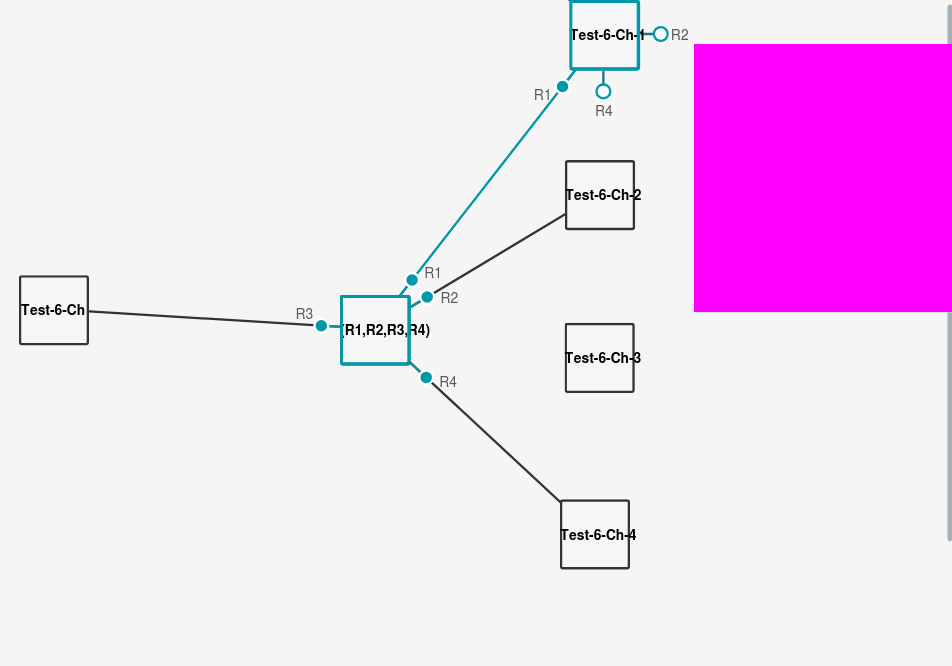 Test-6-Ch-1
R2
R1
R4
Test-6-Ch-2
R1
R2
Test-6-Ch
R3
(R1,R2,R3,R4)
Test-6-Ch-3
R4
Test-6-Ch-4